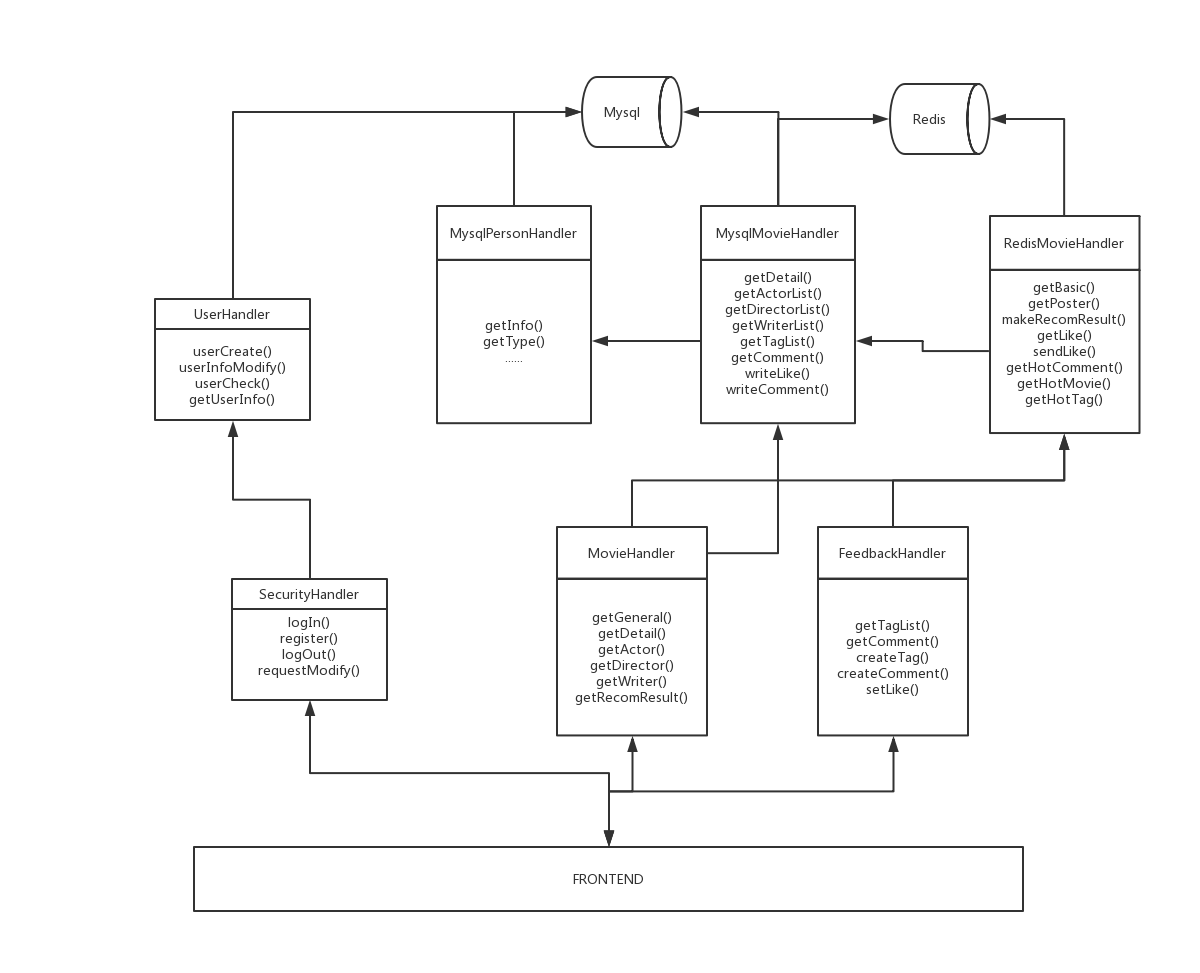 Mysql
Redis
MysqlPersonHandler
getInfo()
getType()
......
MysqlMovieHandler
getDetail()
getActorList()
getDirectorList()
getWriterList()
getTagList()
getComment()
writeLike()
writeComment()
RedisMovieHandler
getBasic()
getPoster()
makeRecomResult()
getLike()
sendLike()
getHotComment()
getHotMovie()
getHotTag()
UserHandler
userCreate()
userInfoModify()
userCheck()
getUserInfo()
SecurityHandler
logIn()
register()
logOut()
requestModify()
MovieHandler
getGeneral()
getDetail()
getActor()
getDirector()
getWriter()
getRecomResult()
FeedbackHandler
getTagList()
getComment()
createTag()
createComment()
setLike()
FRONTEND